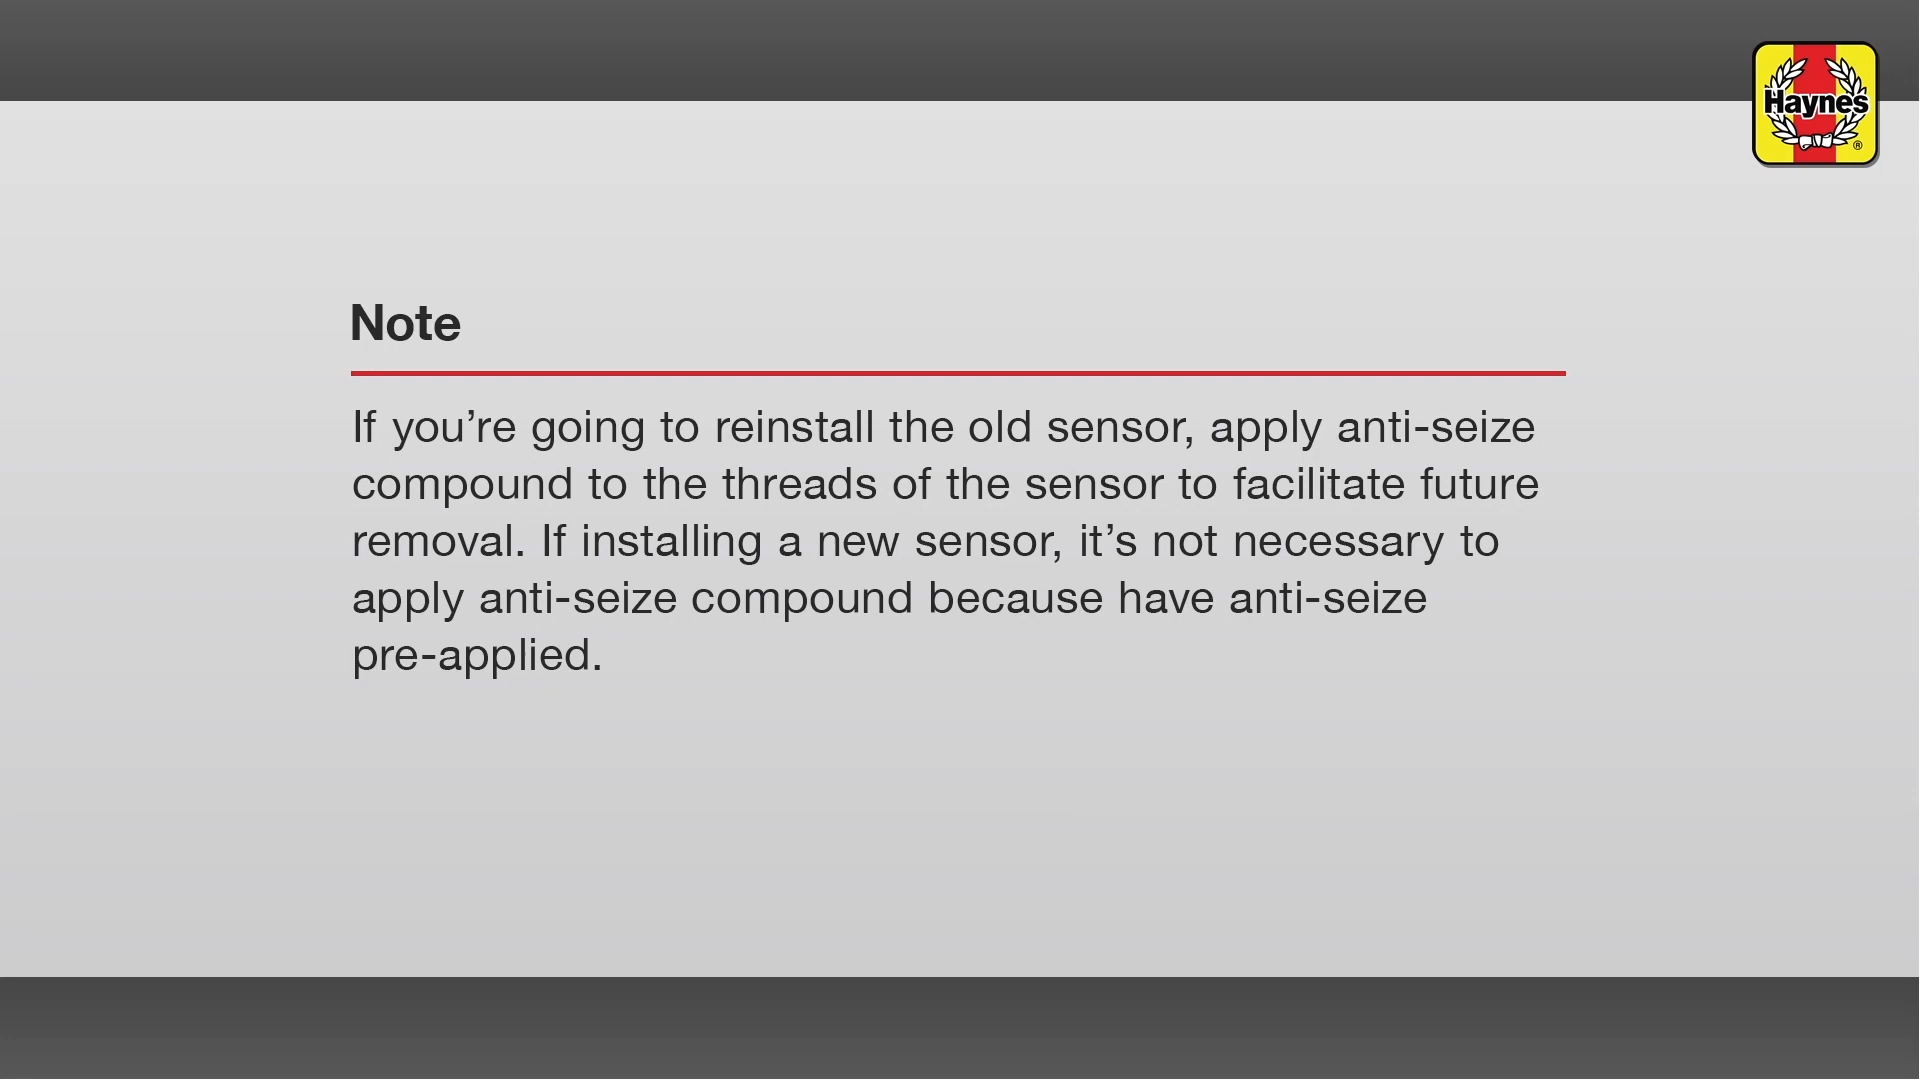 Haynes
®
Note
If you’re going to reinstall the old sensor, apply anti-seize
compound to the threads of the sensor to facilitate future
removal. If installing a new sensor, it’s not necessary to
apply anti-seize compound because have anti-seize
pre-applied.